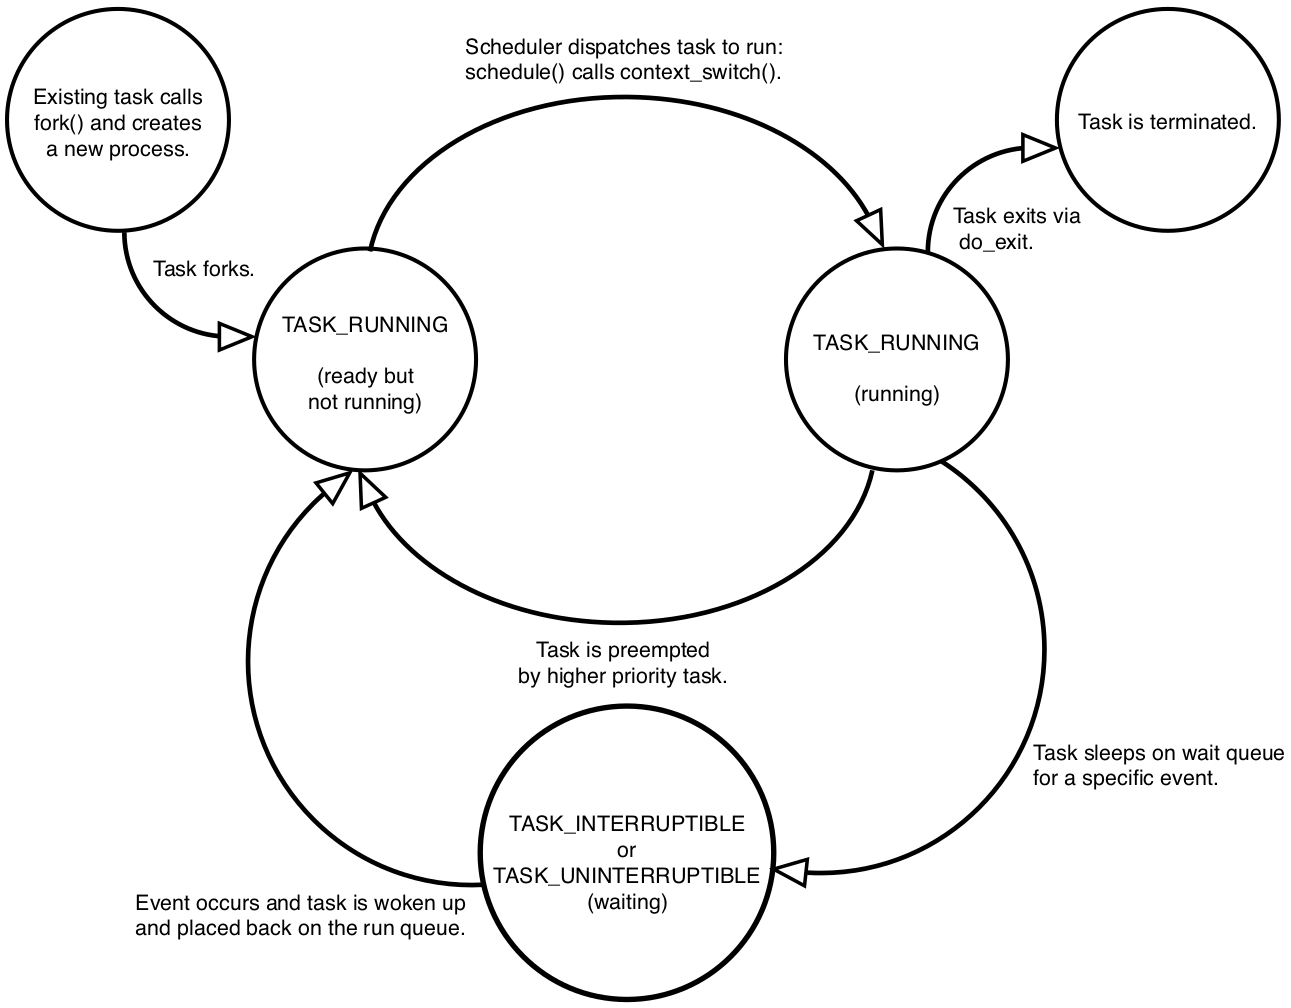 Existing task calls
fork() and creates
a new process.
Scheduler dispatches task to run:
schedule() calls context_switch().
Task is terminated.
Task forks.
Task exits via
do_exit.
TASK_RUNNING
(ready but
not running)
TASK_RUNNING
(running)
Task is preempted
by higher priority task.
Task sleeps on wait queue
for a specific event.
TASK_INTERRUPTIBLE
or
TASK_UNINTERRUPTIBLE
(waiting)
Event occurs and task is woken up
and placed back on the run queue.